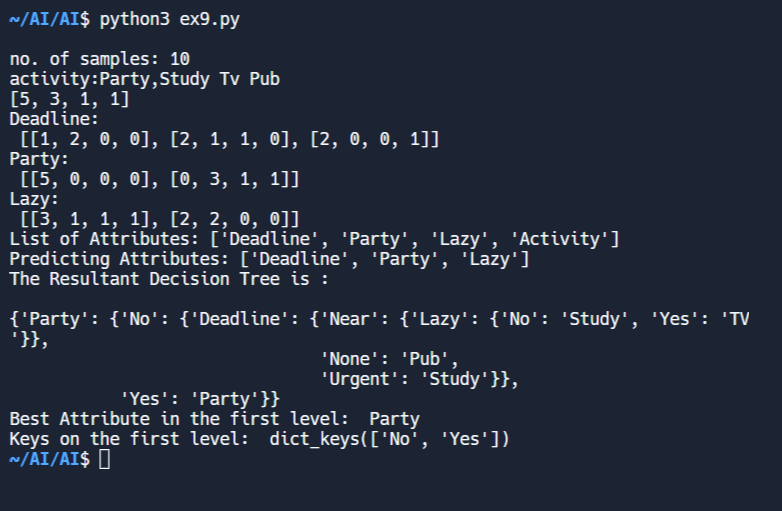 ~/AI/AI$ python3 ex9.py
no. of samples: 10
activity:Party,Study Tv Pub
[5, 3, 1, 1]
Deadline:
[[1, 2, 0, 0], [2, 1, 1, 0], [2, 0, 0, 1]]
Party:
[[5, 0, 0, 0], [0, 3, 1, 1]]
Lazy:
[[3, 1, 1, 1], [2, 2, 0, 0]]
List of Attributes: ['Deadline', 'Party', 'Lazy', 'Activity']
Predicting Attributes: ['Deadline', 'Party', 'Lazy']
The Resultant Decision Tree is :
{'Party': {'No': {'Deadline': {'Near': {'Lazy': {'No': 'Study', 'Yes': 'TV
'}},
'None': 'Pub',
'Urgent': 'Study'}},
'Yes': 'Party'}}
Best Attribute in the first level:  Party
Keys on the first level:  dict_keys(['No', 'Yes'])
~/AI/AI$